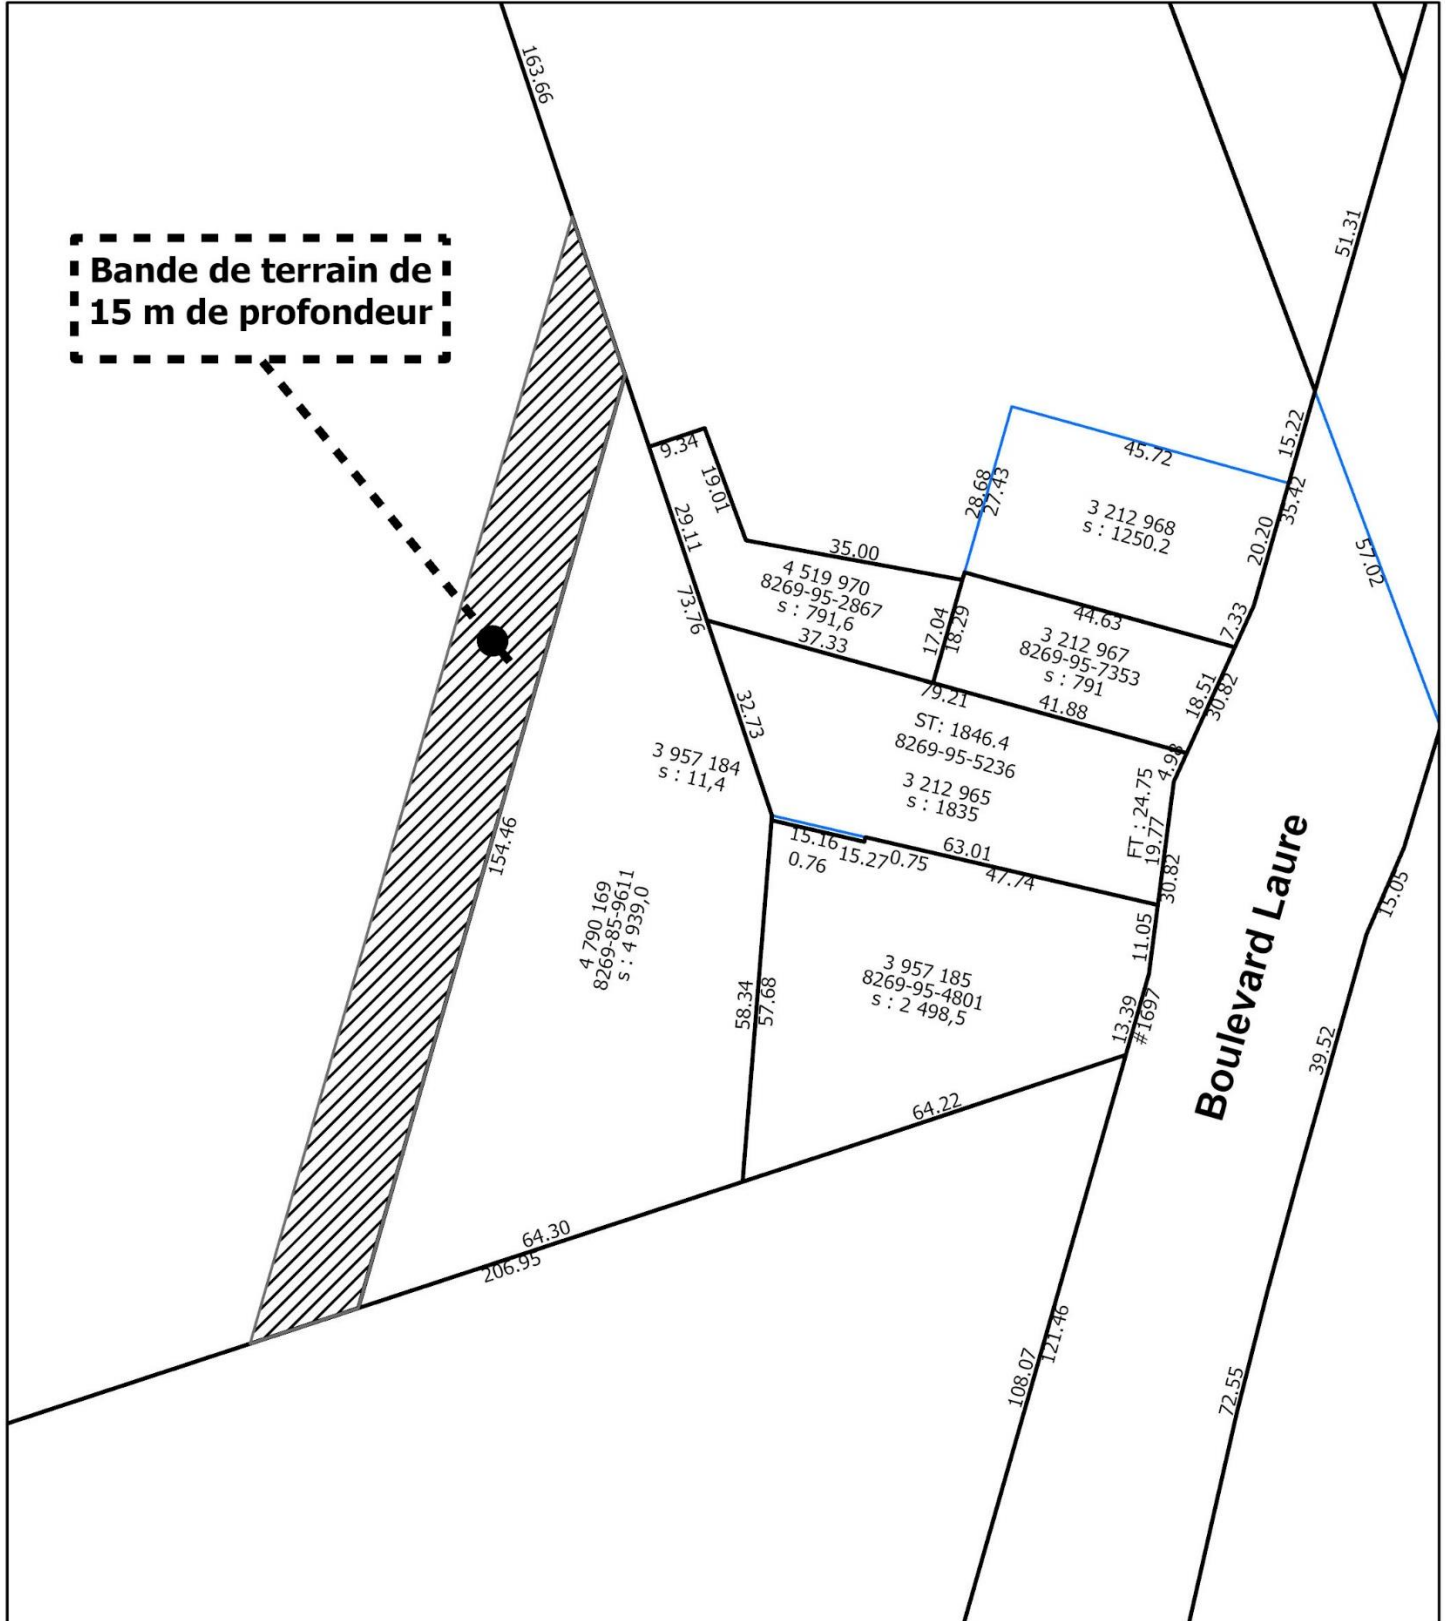 163.66
Bande de terrain de
15 m de profondeur
51.31
15.22
45.72
35.42
9.34
19.01
28.68
27.43
3 212 968
s : 1250.2
20.20
57.02
29.11
35.00
4 519 970
8269-95-2867
s : 791,6
37.33
73.76
17.04
18.29
44.63
7.33
3 212 967
8269-95-7353
s : 791
41.88
18.51
30.82
79.21
32.73
ST: 1846.4
8269-95-5236
3 212 965
s : 1835
4.98
FT : 24.75
19.77
30.82
3 957 184
s : 11,4
154.46
15.16
0.76
15.27
0.75
63.01
47.74
11.05
4 790 169
8269-85-9611
s : 4 939,0
3 957 185
8269-95-4801
s : 2 498,5
58.34
57.68
13.39
#1697
Boulevard Laure
15.05
39.52
64.22
64.30
206.95
108.07
121.46
72.55